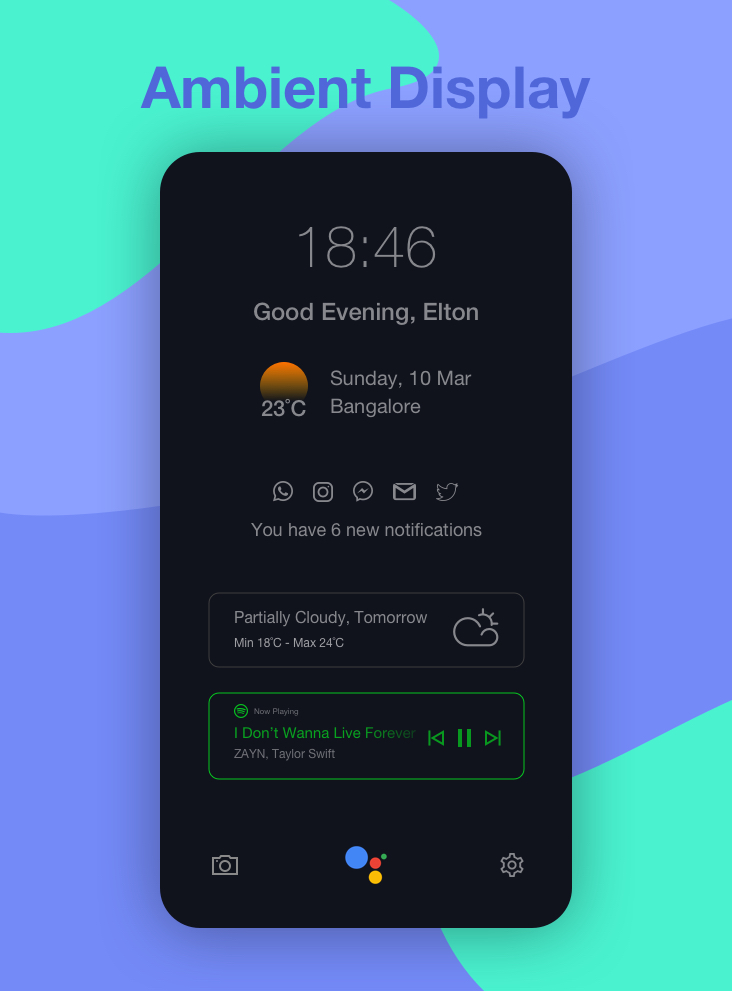 Ambient Display
18:46
Good Evening, Elton
Sunday, 10 Mar
23°C
Bangalore
You have 6 new notifications
Partially Cloudy, Tomorrow
Min 18°C - Max 24°C
Now Playing
I Don't Wanna Live Forever
ZAYN, Taylor Swift